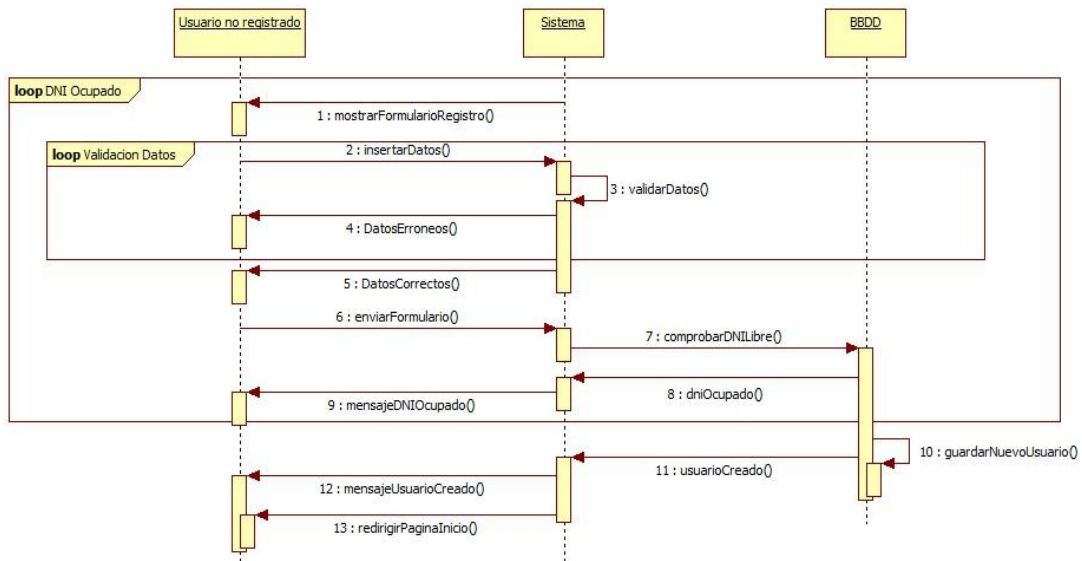 Usuario no registrado
Sistema
BBDD
loop DNI Ocupado
1 : mostrarFormularioRegistro()
loop Validacion Datos
2 : insertarDatos()
3 : validarDatos()
4 : DatosErroneos()
5 : DatosCorrectos()
6 : enviarFormulario()
7 : comprobarDNILibre()
8 : dniOcupado()
9 : mensajeDNIOcupado()
10 : guardarNuevoUsuario()
11 : usuarioCreado()
12 : mensajeUsuarioCreado()
13 : redirigirPaginaInicio()